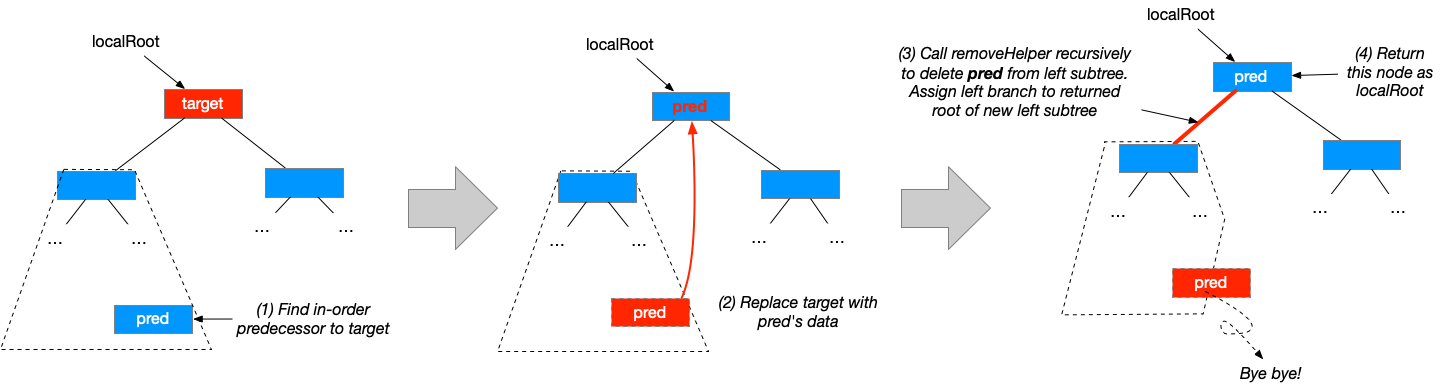 localRoot
target
...
...
...
...
pred
(1) Find in-order
predecessor to target
localRoot
pred
...
...
...
...
pred
(2) Replace target with
pred's data
localRoot
(3) Call removeHelper recursively
to delete pred from left subtree.
Assign left branch to returned
root of new left subtree
pred
(4) Return
this node as
localRoot
...
...
...
...
pred
Bye bye!